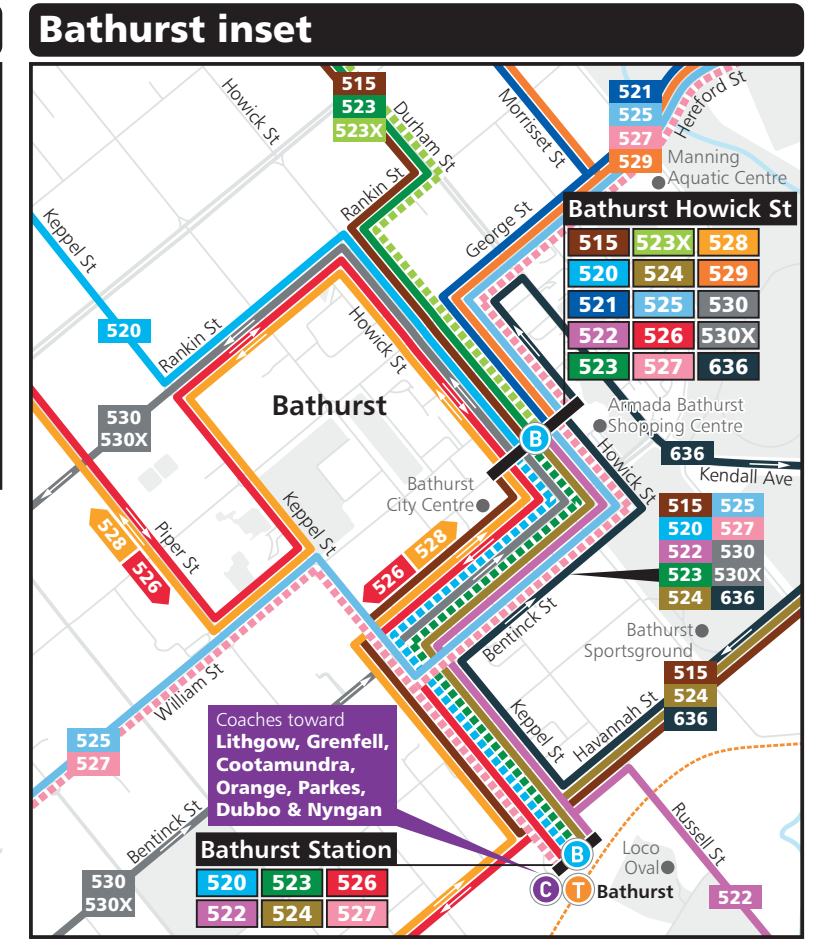 Bathurst inset
515
523
523X
521
525
527
529
Howick St
Durham St
Morrisset St
Hereford St
Manning
Aquatic Centre
Rankin St
George St
Keppel St
Bathurst Howick St
515 523X 528
520 524 529
521 525 530
522 526 530X
523 527 636
520
Rankin St
Howick St
Bathurst
530
530X
Armada Bathurst
Shopping Centre
B
Howick St
636
Kendall Ave
Bathurst
City Centre
Keppel St
515 525
520 527
522 530
523 530X
524 636
528
526
Piper St
526
528
Bentinck St
Bathurst
Sportsground
515
524
636
William St
Keppel St
Havannah St
525
527
Coaches toward
Lithgow, Grenfell,
Cootamundra,
Orange, Parkes,
Dubbo & Nyngan
Bentinck St
Russell St
Bathurst Station
520 523 526
522 524 527
B
Loco
Oval
C T Bathurst
530
530X
522